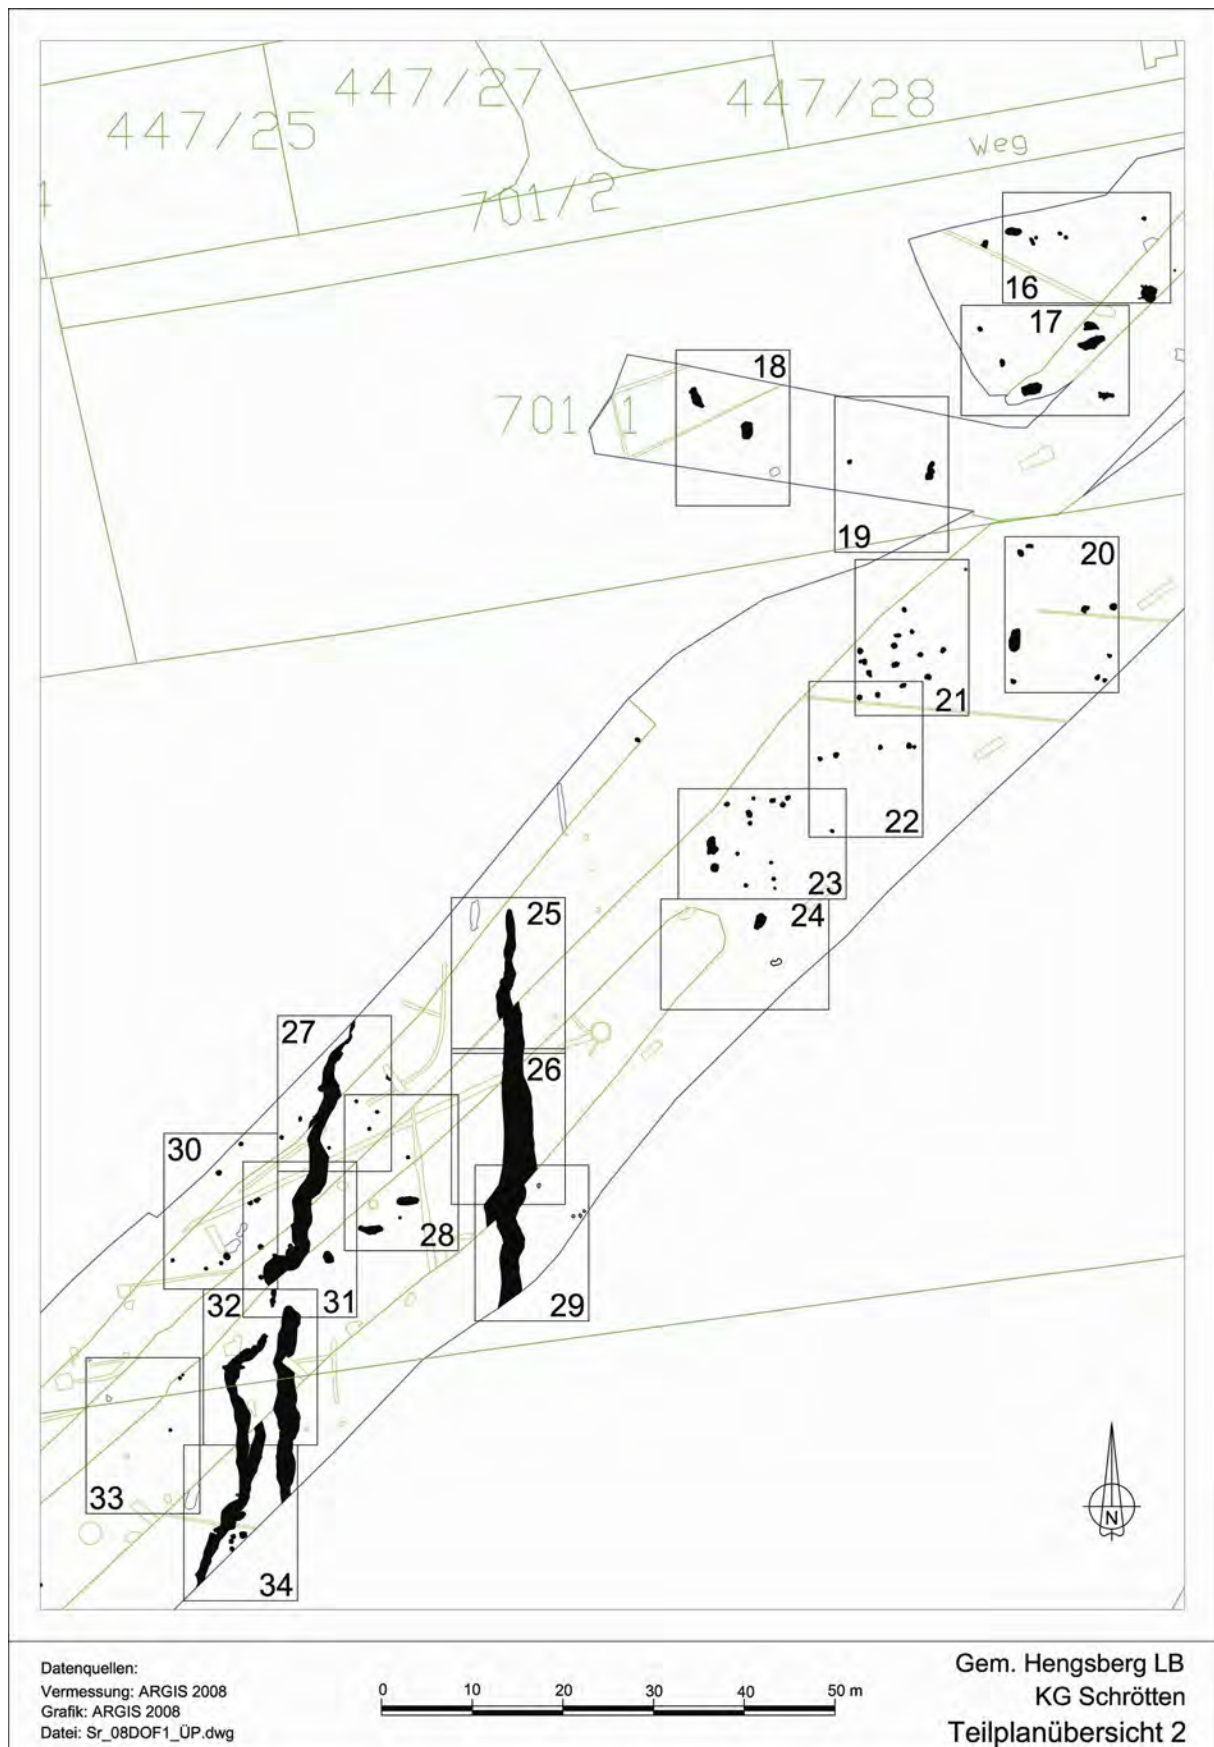 447/25
447/27
447/28
Weg
701/2
16
17
18
701/1
19
20
21
22
23
24
25
26
27
28
29
30
31
32
33
34
N
Datenquellen:
Vermessung: ARGIS 2008
Grafik: ARGIS 2008
Datei: Sr_08DOF1_ÜP.dwg
0 10 20 30 40 50 m
Gem. Hengsberg LB
KG Schrötten
Teilplanübersicht 2